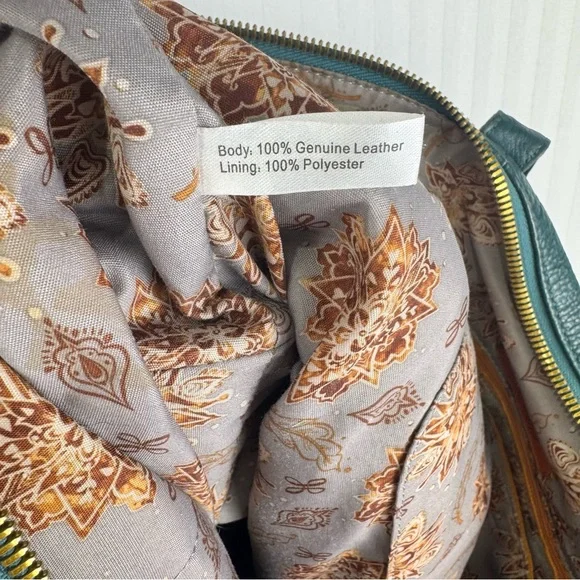 Body: 100% Genuine Leather
Lining: 100% Polyester